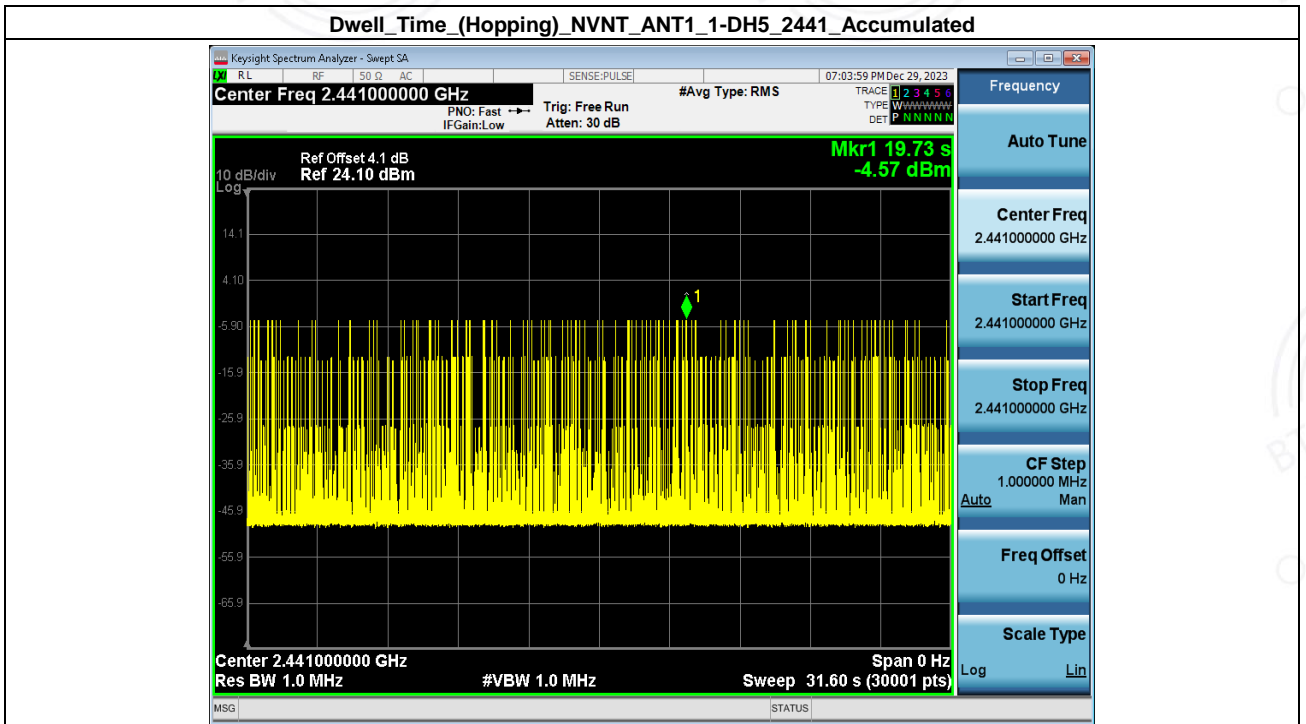 Dwell_Time_(Hopping)_NVNT_ANT1_1-DH5_2441_Accumulated
Keysight Spectrum Analyzer - Swept SA
LXI RL RF 50 Ω AC SENSE:PULSE 07:03:59 PM Dec 29, 2023
Center Freq 2.441000000 GHz #Avg Type: RMS TRACE 1 2 3 4 5 6
PNO: Fast Trig: Free Run TYPE WWWWWW
IFGain:Low Atten: 30 dB DET P N N N N N
Frequency
Auto Tune
Center Freq
2.441000000 GHz
Start Freq
2.441000000 GHz
Stop Freq
2.441000000 GHz
CF Step
1.000000 MHz
Auto Man
Freq Offset
0 Hz
Scale Type
Log Lin
Mkr1 19.73 s
-4.57 dBm
Ref Offset 4.1 dB
10 dB/div Ref 24.10 dBm
Log
14.1
4.10
1
-5.90
-15.9
-25.9
-35.9
-45.9
-55.9
-65.9
Center 2.441000000 GHz Span 0 Hz
Res BW 1.0 MHz #VBW 1.0 MHz Sweep 31.60 s (30001 pts)
MSG STATUS